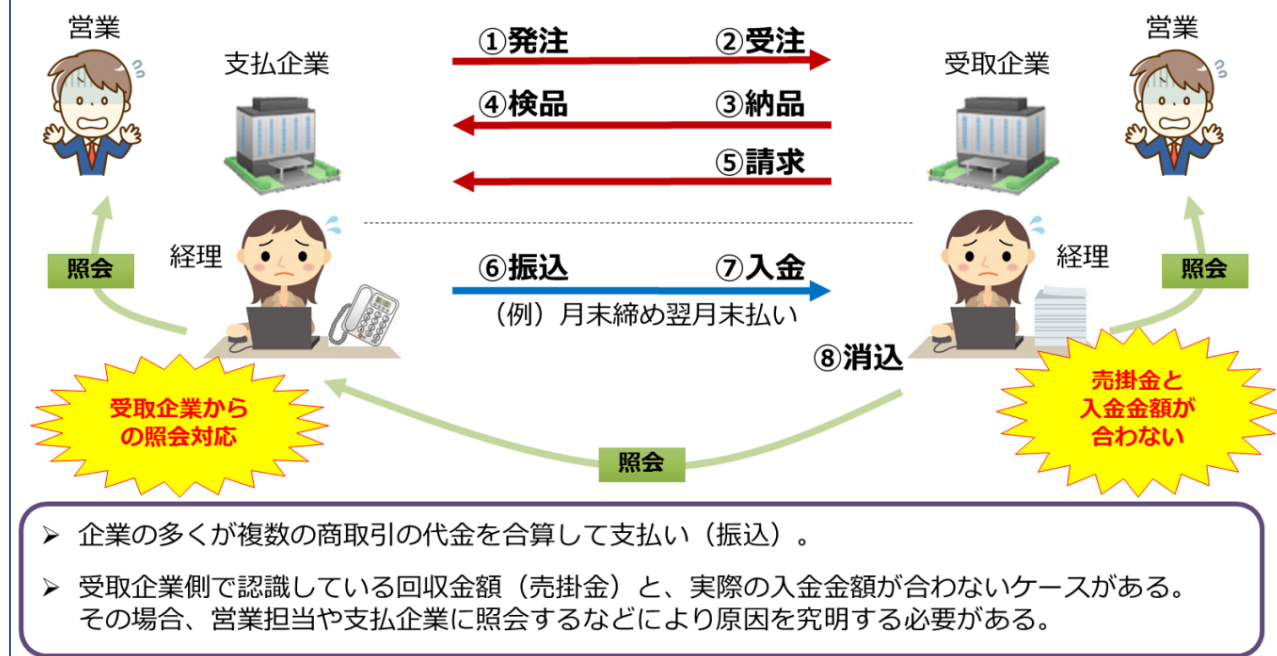 営業
営業
支払企業
受取企業
①発注
②受注
④検品
③納品
⑤請求
経理
経理
照会
照会
⑥振込
⑦入金
（例）月末締め翌月末払い
⑧消込
受取企業から
の照会対応
売掛金と
入金金額が
合わない
照会
➢ 企業の多くが複数の商取引の代金を合算して支払い（振込）。
➢ 受取企業側で認識している回収金額（売掛金）と、実際の入金金額が合わないケースがある。
その場合、営業担当や支払企業に照会するなどにより原因を究明する必要がある。